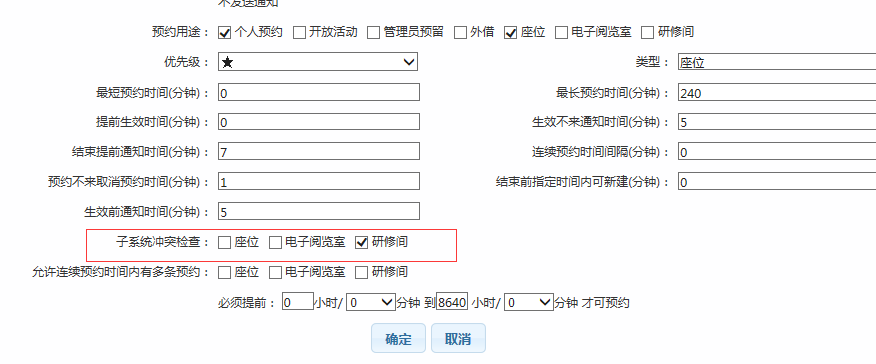 不发送通知
预约用途： 个人预约 开放活动 管理员预留 外借 座位 电子阅览室 研修间
优先级： ★ 类型： 座位
最短预约时间(分钟)： 0 最长预约时间(分钟)： 240
提前生效时间(分钟)： 0 生效不来通知时间(分钟)： 5
结束提前通知时间(分钟)： 7 连续预约时间间隔(分钟)： 0
预约不来取消预约时间(分钟)： 1 结束前指定时间内可新建(分钟)： 0
生效前通知时间(分钟)： 5
子系统冲突检查： 座位 电子阅览室 研修间
允许连续预约时间内有多条预约： 座位 电子阅览室 研修间
必须提前： 0 小时/ 0 分钟 到 8640 小时/ 0 分钟 才可预约
确定 取消